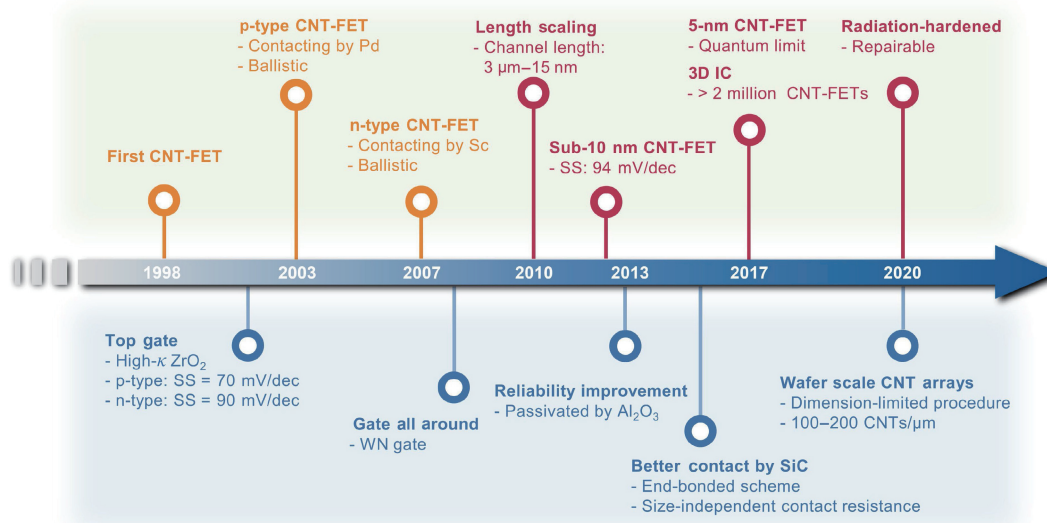 p-type CNT-FET
- Contacting by Pd
- Ballistic
Length scaling
- Channel length:
3 μm–15 nm
5-nm CNT-FET
- Quantum limit
3D IC
- > 2 million CNT-FETs
Radiation-hardened
- Repairable
First CNT-FET
n-type CNT-FET
- Contacting by Sc
- Ballistic
Sub-10 nm CNT-FET
- SS: 94 mV/dec
1998
2003
2007
2010
2013
2017
2020
Top gate
- High-κ ZrO₂
- p-type: SS = 70 mV/dec
- n-type: SS = 90 mV/dec
Gate all around
- WN gate
Reliability improvement
- Passivated by Al₂O₃
Better contact by SiC
- End-bonded scheme
- Size-independent contact resistance
Wafer scale CNT arrays
- Dimension-limited procedure
- 100–200 CNTs/μm